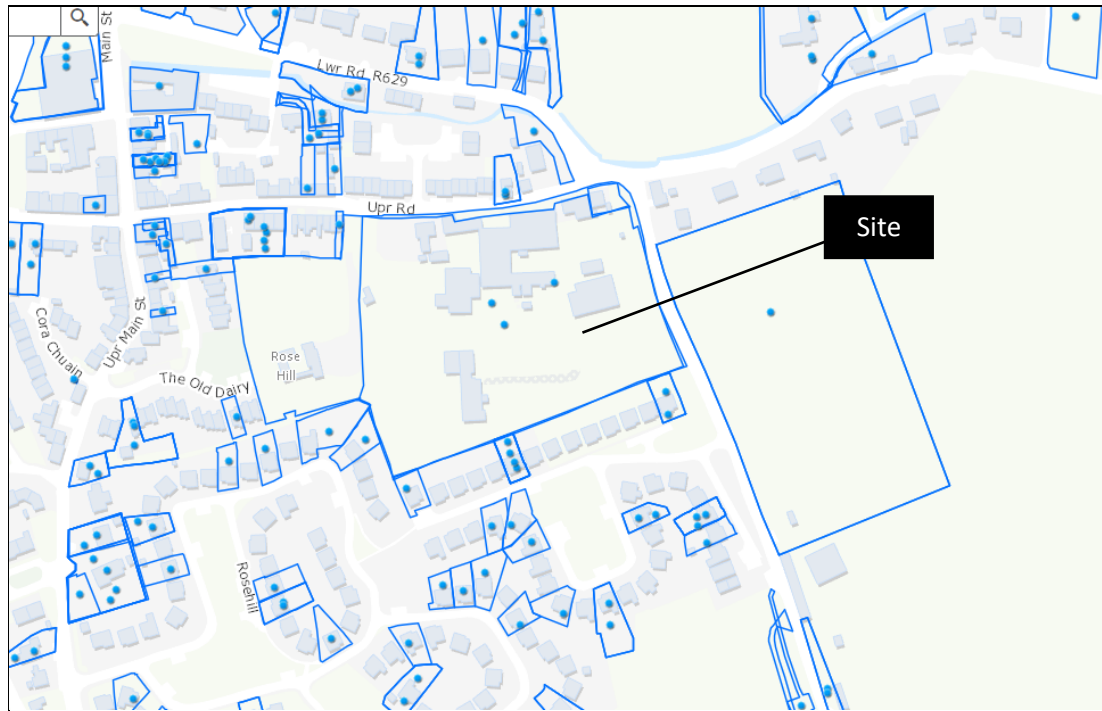 Main St
Lwr Rd, R629
Upr Rd
Site
Upr Main St
Cora Chuain
Rose
Hill
The Old Dairy
Rosehill